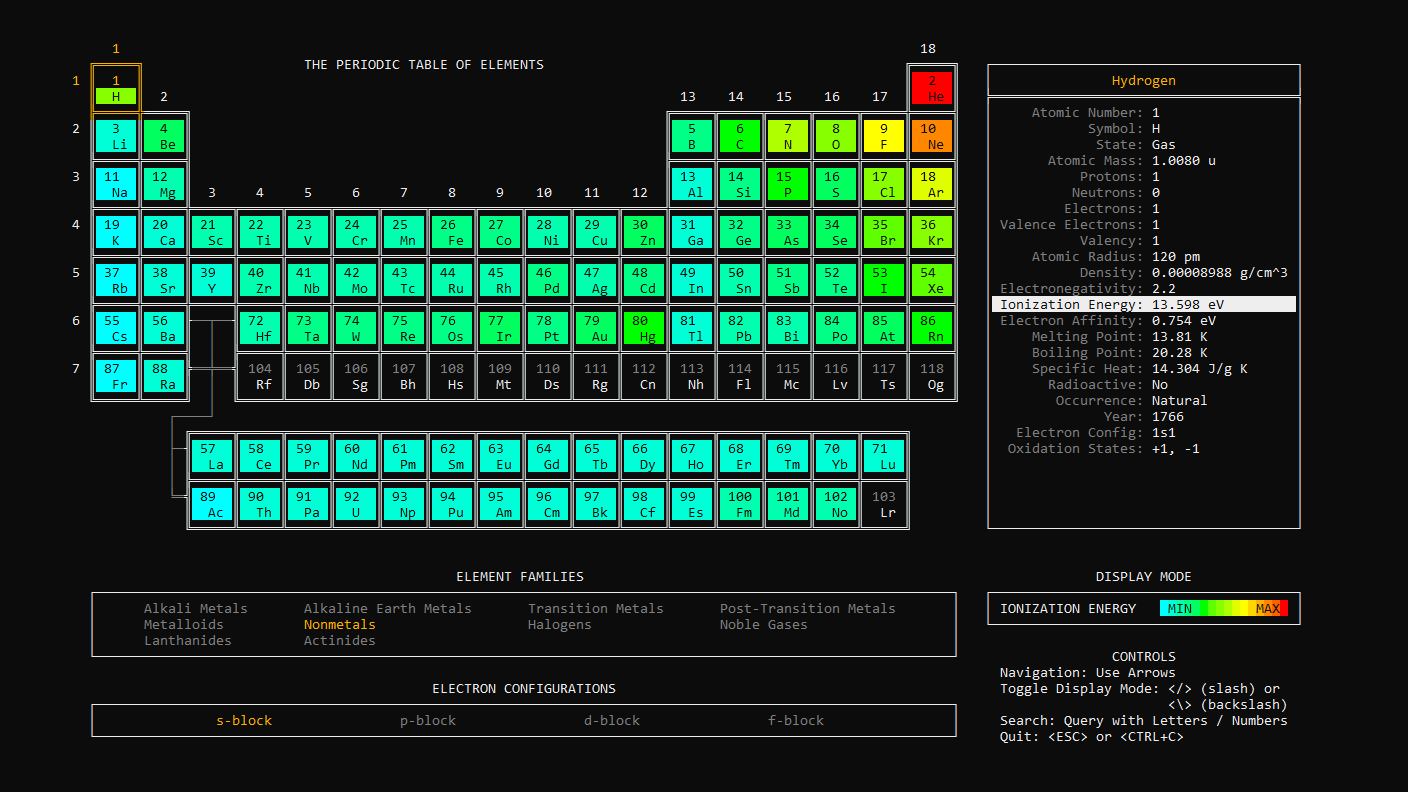 1 18
THE PERIODIC TABLE OF ELEMENTS
1 1 2
H 2 13 14 15 16 17 He
2 3 4 5 6 7 8 9 10
Li Be B C N O F Ne
3 11 12 13 14 15 16 17 18
Na Mg 3 4 5 6 7 8 9 10 11 12 Al Si P S Cl Ar
4 19 20 21 22 23 24 25 26 27 28 29 30 31 32 33 34 35 36
K Ca Sc Ti V Cr Mn Fe Co Ni Cu Zn Ga Ge As Se Br Kr
5 37 38 39 40 41 42 43 44 45 46 47 48 49 50 51 52 53 54
Rb Sr Y Zr Nb Mo Tc Ru Rh Pd Ag Cd In Sn Sb Te I Xe
6 55 56 72 73 74 75 76 77 78 79 80 81 82 83 84 85 86
Cs Ba Hf Ta W Re Os Ir Pt Au Hg Tl Pb Bi Po At Rn
7 87 88 104 105 106 107 108 109 110 111 112 113 114 115 116 117 118
Fr Ra Rf Db Sg Bh Hs Mt Ds Rg Cn Nh Fl Mc Lv Ts Og
57 58 59 60 61 62 63 64 65 66 67 68 69 70 71
La Ce Pr Nd Pm Sm Eu Gd Tb Dy Ho Er Tm Yb Lu
89 90 91 92 93 94 95 96 97 98 99 100 101 102 103
Ac Th Pa U Np Pu Am Cm Bk Cf Es Fm Md No Lr
Hydrogen
Atomic Number: 1
Symbol: H
State: Gas
Atomic Mass: 1.0080 u
Protons: 1
Neutrons: 0
Electrons: 1
Valence Electrons: 1
Valency: 1
Atomic Radius: 120 pm
Density: 0.00008988 g/cm^3
Electronegativity: 2.2
Ionization Energy: 13.598 eV
Electron Affinity: 0.754 eV
Melting Point: 13.81 K
Boiling Point: 20.28 K
Specific Heat: 14.304 J/g K
Radioactive: No
Occurrence: Natural
Year: 1766
Electron Config: 1s1
Oxidation States: +1, -1
ELEMENT FAMILIES
Alkali Metals Alkaline Earth Metals Transition Metals Post-Transition Metals
Metalloids Nonmetals Halogens Noble Gases
Lanthanides Actinides
ELECTRON CONFIGURATIONS
s-block p-block d-block f-block
DISPLAY MODE
IONIZATION ENERGY MIN MAX
CONTROLS
Navigation: Use Arrows
Toggle Display Mode: </> (slash) or
<\> (backslash)
Search: Query with Letters / Numbers
Quit: <ESC> or <CTRL+C>